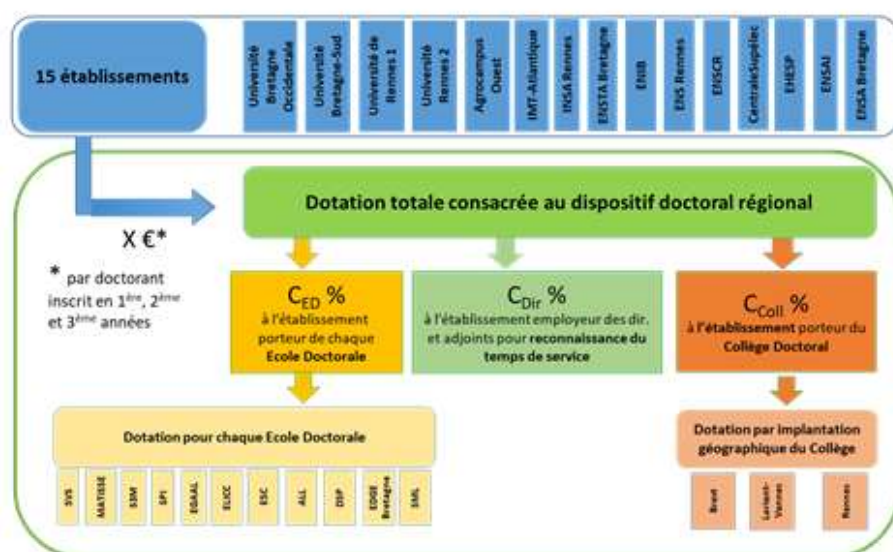 15 établissements
Université
Bretagne
Occidentale
Université
Bretagne-Sud
Université de
Rennes 1
Université
Rennes 2
Agrocampus
Ouest
IMT-Atlantique
INSA Rennes
ENSTA Bretagne
ENIB
ENS Rennes
ENSCR
CentraleSupélec
EHESP
ENSAI
ENSA Bretagne
Dotation totale consacrée au dispositif doctoral régional
X €*
* par doctorant
inscrit en 1ère, 2ème
et 3ème années
CED %
à l'établissement
porteur de chaque
Ecole Doctorale
CDir %
à l'établissement employeur des dir.
et adjoints pour reconnaissance du
temps de service
CColl %
à l'établissement porteur du
Collège Doctoral
Dotation pour chaque Ecole Doctorale
SVS
MATISSE
S3M
SPI
EGAAL
ELICC
ESC
ALL
DSP
EDGE
Bretagne
SML
Dotation par implantation
géographique du Collège
Brest
Lorient-
Vannes
Rennes